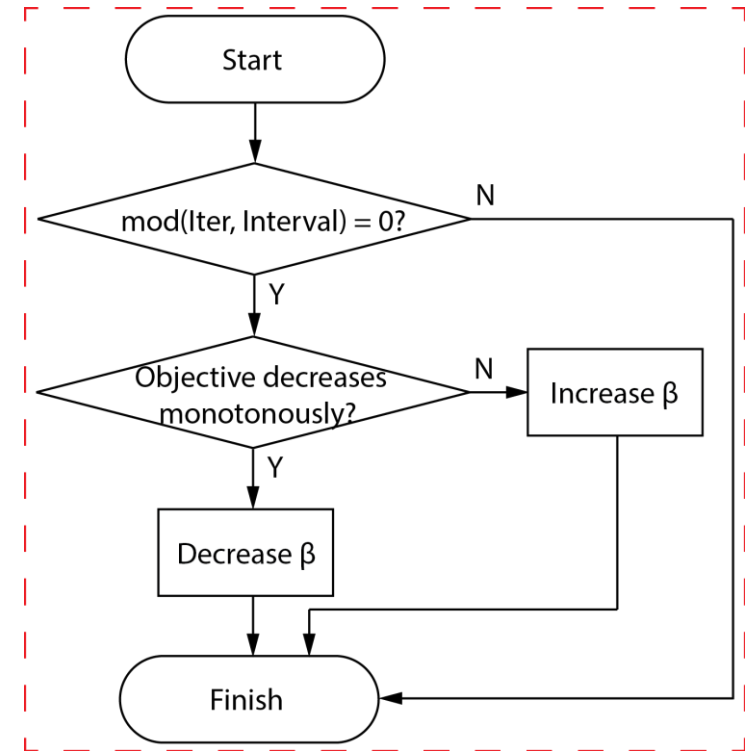 Start
mod(Iter, Interval) = 0?
N
Y
Objective decreases
monotonously?
N
Increase β
Y
Decrease β
Finish